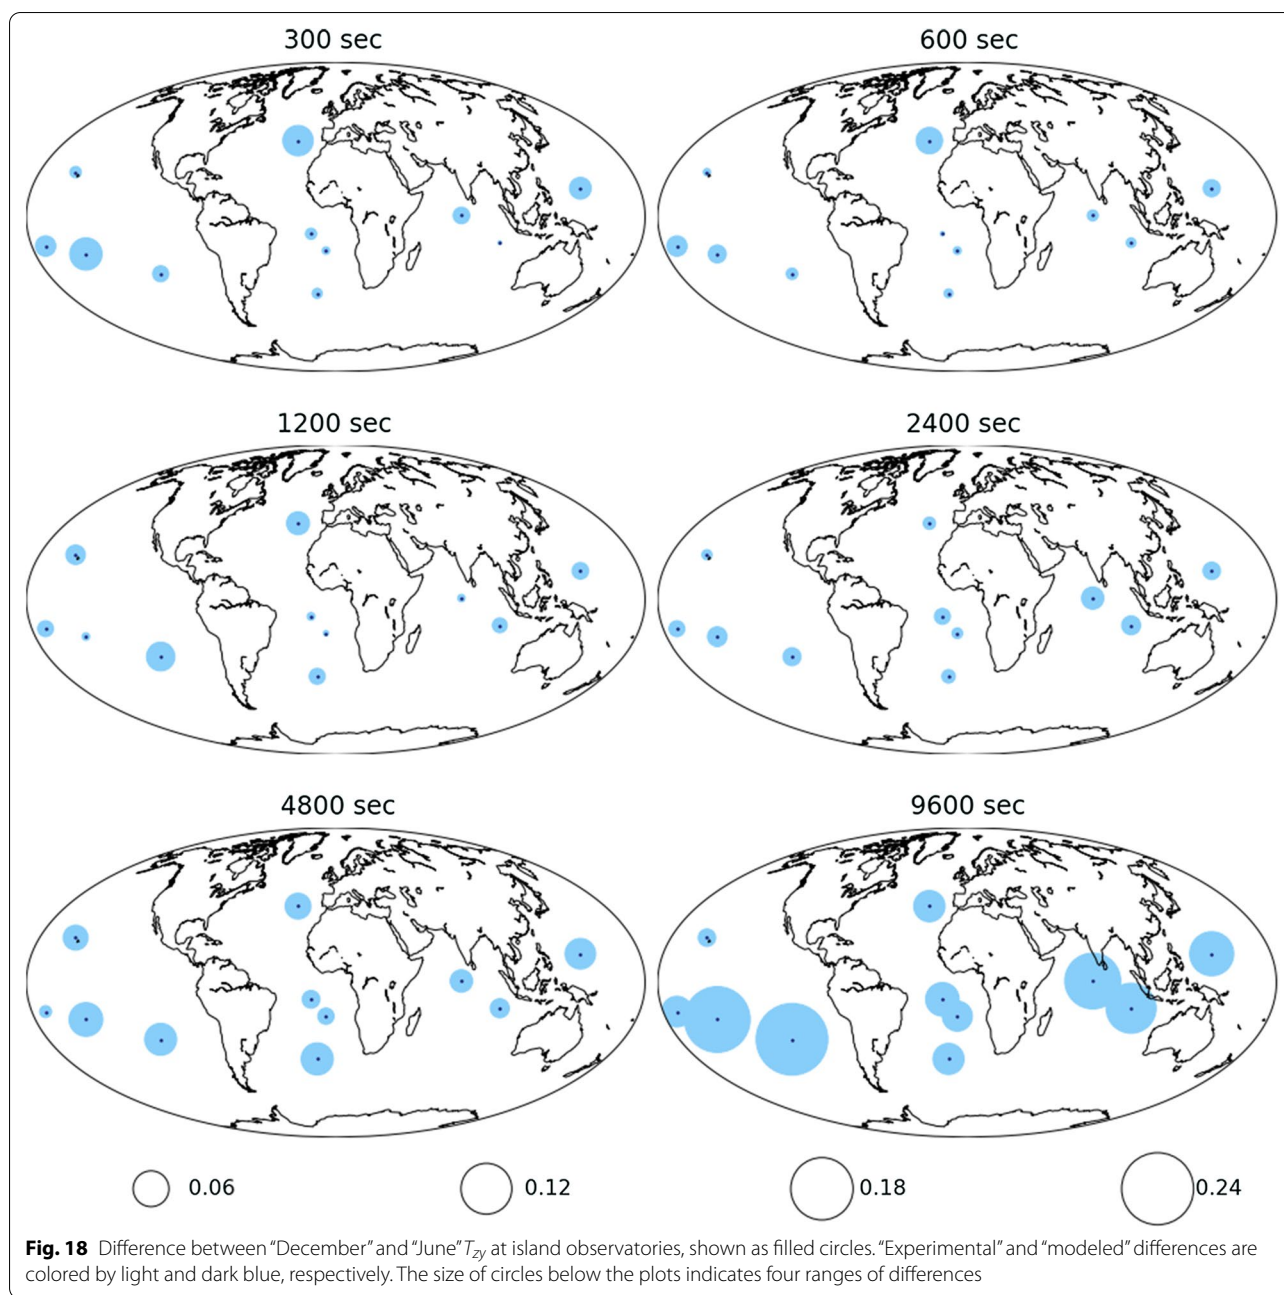 300 sec
600 sec
1200 sec
2400 sec
4800 sec
9600 sec
0.06
0.12
0.18
0.24
Fig. 18 Difference between “December” and “June” Tzy at island observatories, shown as filled circles. “Experimental” and “modeled” differences are
colored by light and dark blue, respectively. The size of circles below the plots indicates four ranges of differences